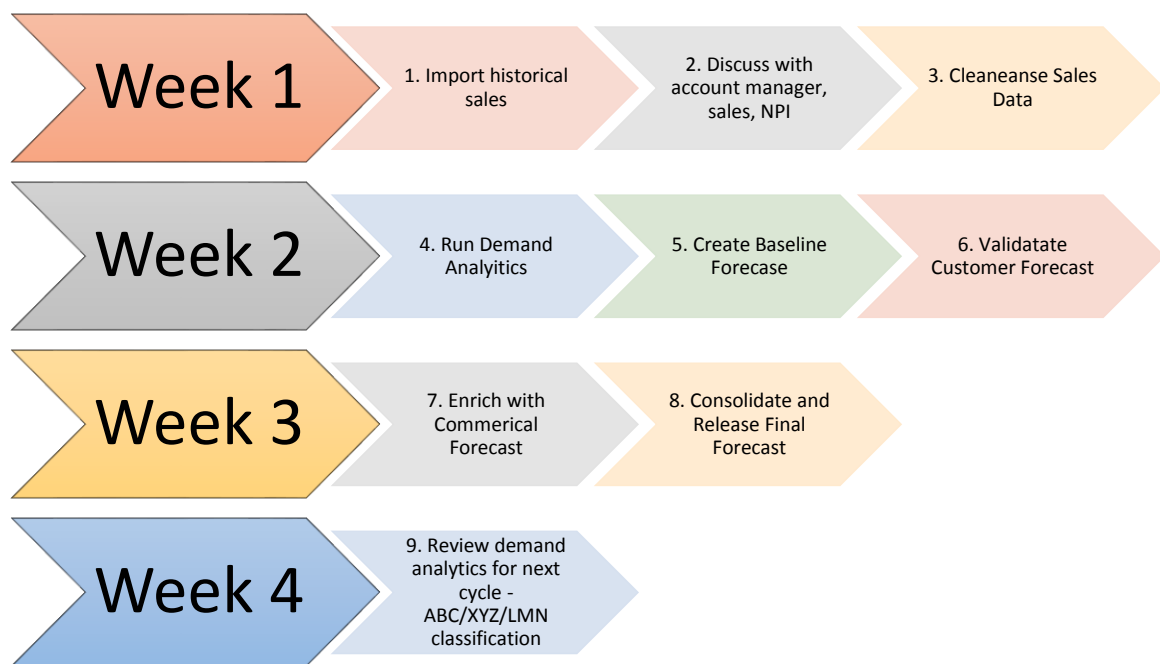 Week 1
1. Import historical
sales
2. Discuss with
account manager,
sales, NPI
3. Cleaneanse Sales
Data
Week 2
4. Run Demand
Analyitics
5. Create Baseline
Forecase
6. Validatate
Customer Forecast
Week 3
7. Enrich with
Commerical
Forecast
8. Consolidate and
Release Final
Forecast
Week 4
9. Review demand
analytics for next
cycle -
ABC/XYZ/LMN
classification